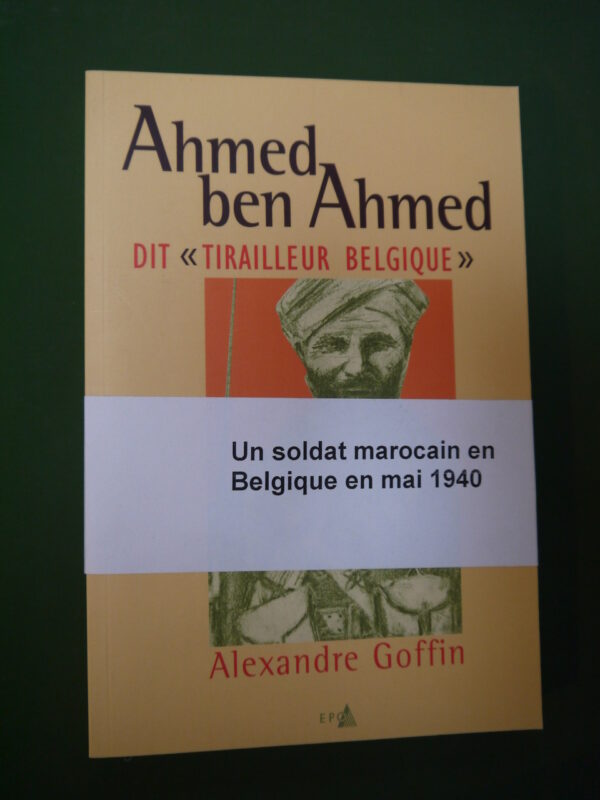 Ahmed
ben Ahmed
DIT « TIRAILLEUR BELGIQUE »
Un soldat marocain en
Belgique en mai 1940
Alexandre Goffin
EPO